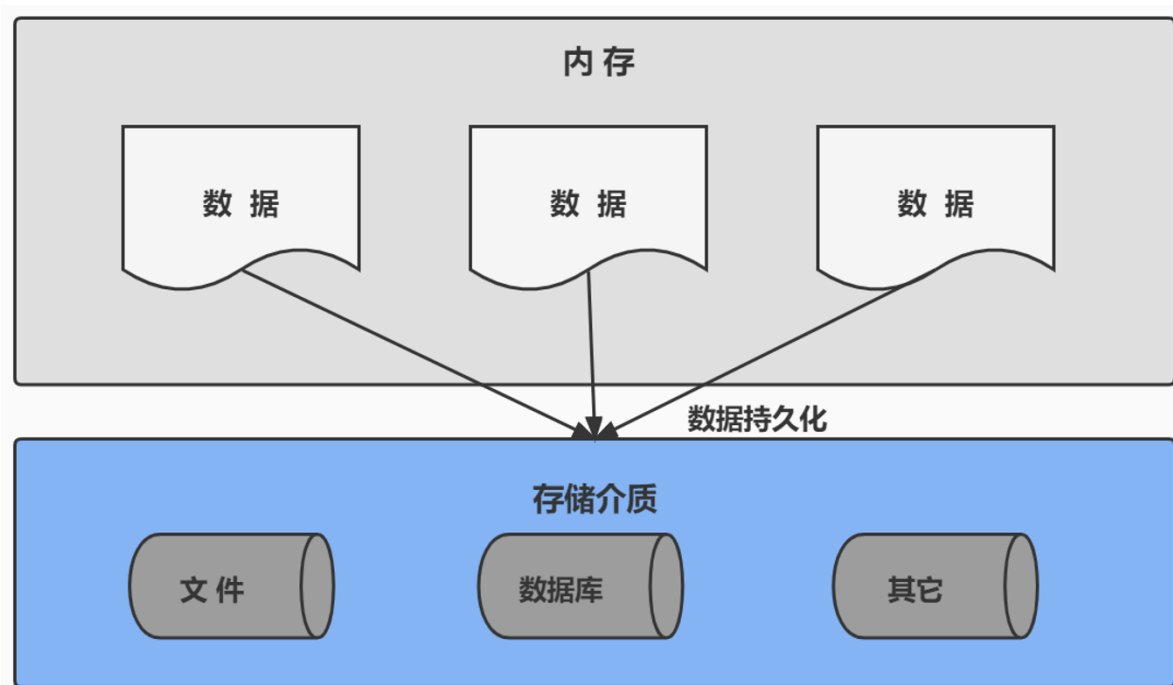 内 存
数 据
数 据
数 据
数据持久化
存储介质
文 件
数据库
其它